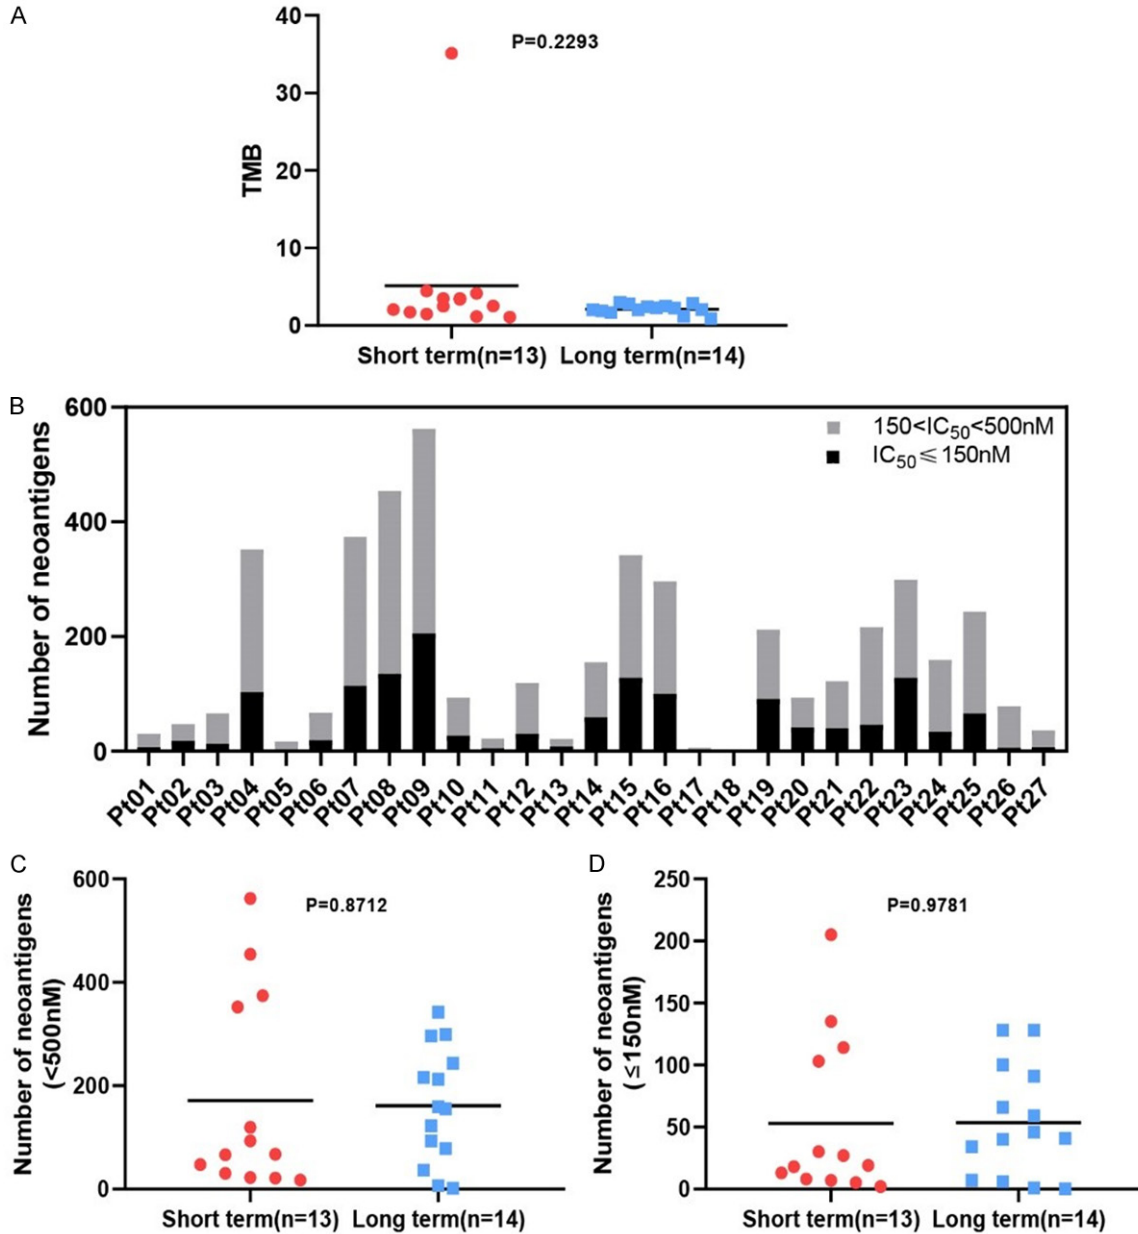 A
40
P=0.2293
30
TMB
20
10
0
Short term(n=13) Long term(n=14)
B
600
150<IC50<500nM
IC50≤150nM
Number of neoantigens
400
200
0
Pt01 Pt02 Pt03 Pt04 Pt05 Pt06 Pt07 Pt08 Pt09 Pt10 Pt11 Pt12 Pt13 Pt14 Pt15 Pt16 Pt17 Pt18 Pt19 Pt20 Pt21 Pt22 Pt23 Pt24 Pt25 Pt26 Pt27
C
600
P=0.8712
Number of neoantigens
(<500nM)
400
200
0
Short term(n=13) Long term(n=14)
D
250
P=0.9781
Number of neoantigens
(≤150nM)
200
150
100
50
0
Short term(n=13) Long term(n=14)